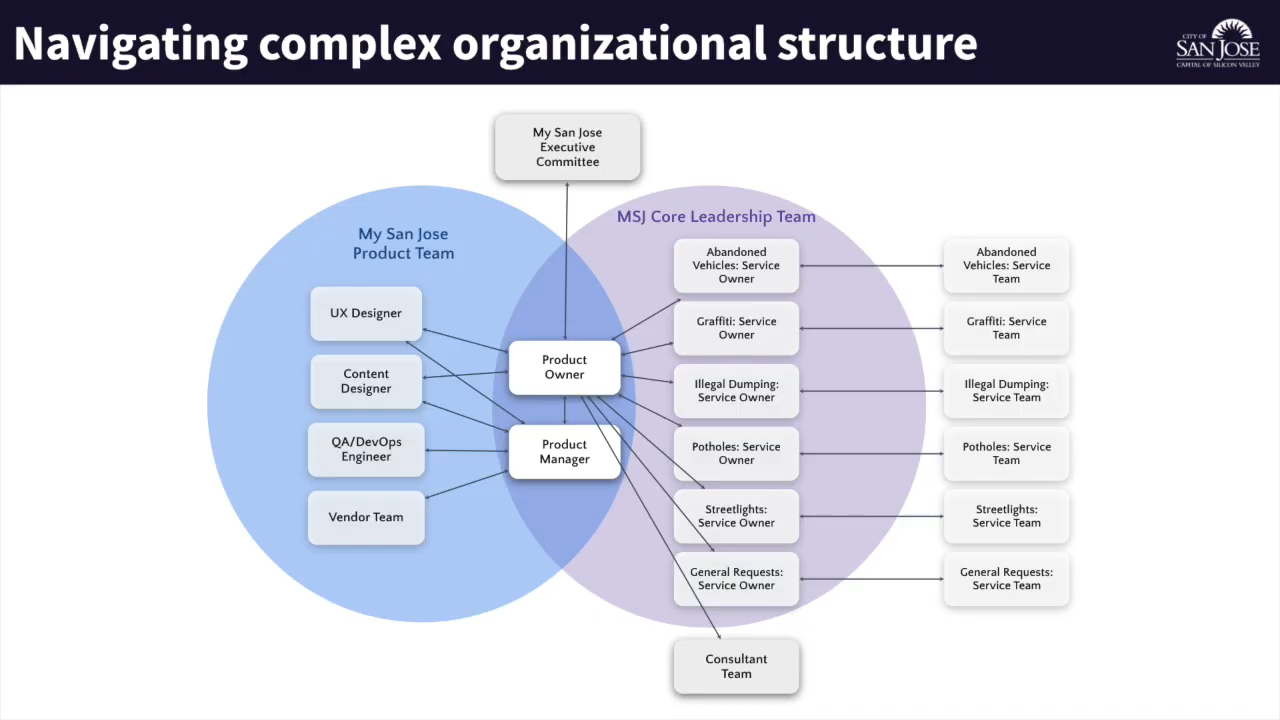 Navigating complex organizational structure
CITY OF
SAN JOSE
CAPITAL OF SILICON VALLEY
My San Jose
Executive
Committee
My San Jose
Product Team
UX Designer
Content
Designer
QA/DevOps
Engineer
Vendor Team
Product
Owner
Product
Manager
MSJ Core Leadership Team
Abandoned
Vehicles: Service
Owner
Graffiti: Service
Owner
Illegal Dumping:
Service Owner
Potholes: Service
Owner
Streetlights:
Service Owner
General Requests:
Service Owner
Abandoned
Vehicles: Service
Team
Graffiti: Service
Team
Illegal Dumping:
Service Team
Potholes: Service
Team
Streetlights:
Service Team
General Requests:
Service Team
Consultant
Team